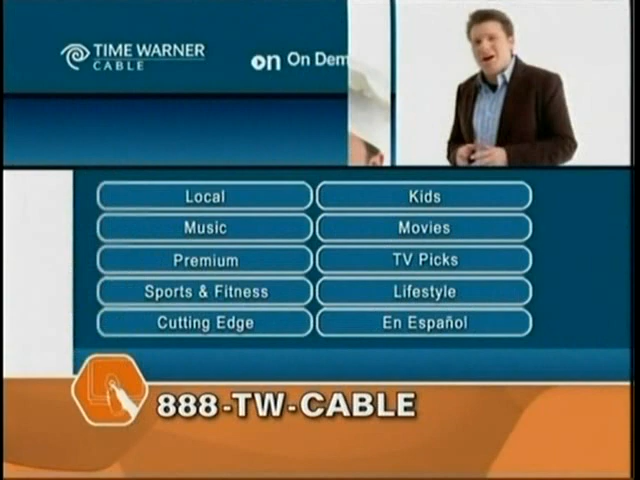 TIME WARNER
CABLE
on On Dem
Local
Kids
Music
Movies
Premium
TV Picks
Sports & Fitness
Lifestyle
Cutting Edge
En Español
888-TW-CABLE